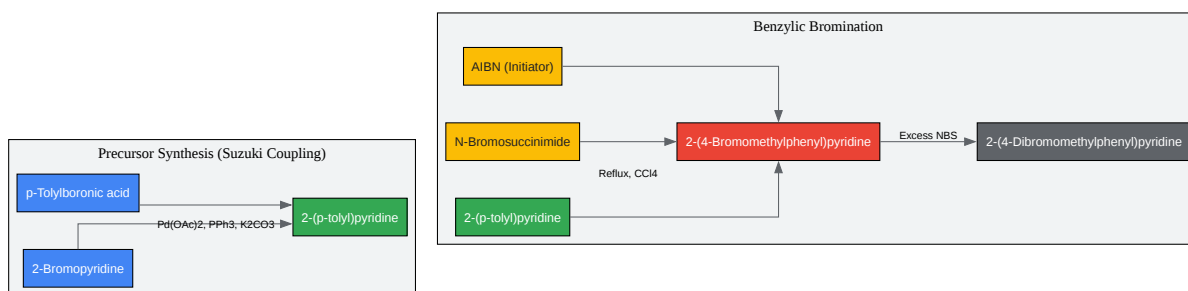 Precursor Synthesis (Suzuki Coupling)
p-Tolylboronic acid
2-(p-tolyl)pyridine
Pd(OAc)2, PPh3, K2CO3
2-Bromopyridine
Benzylic Bromination
AIBN (Initiator)
N-Bromosuccinimide
2-(4-Bromomethylphenyl)pyridine
Excess NBS
2-(4-Dibromomethylphenyl)pyridine
Reflux, CCl4
2-(p-tolyl)pyridine